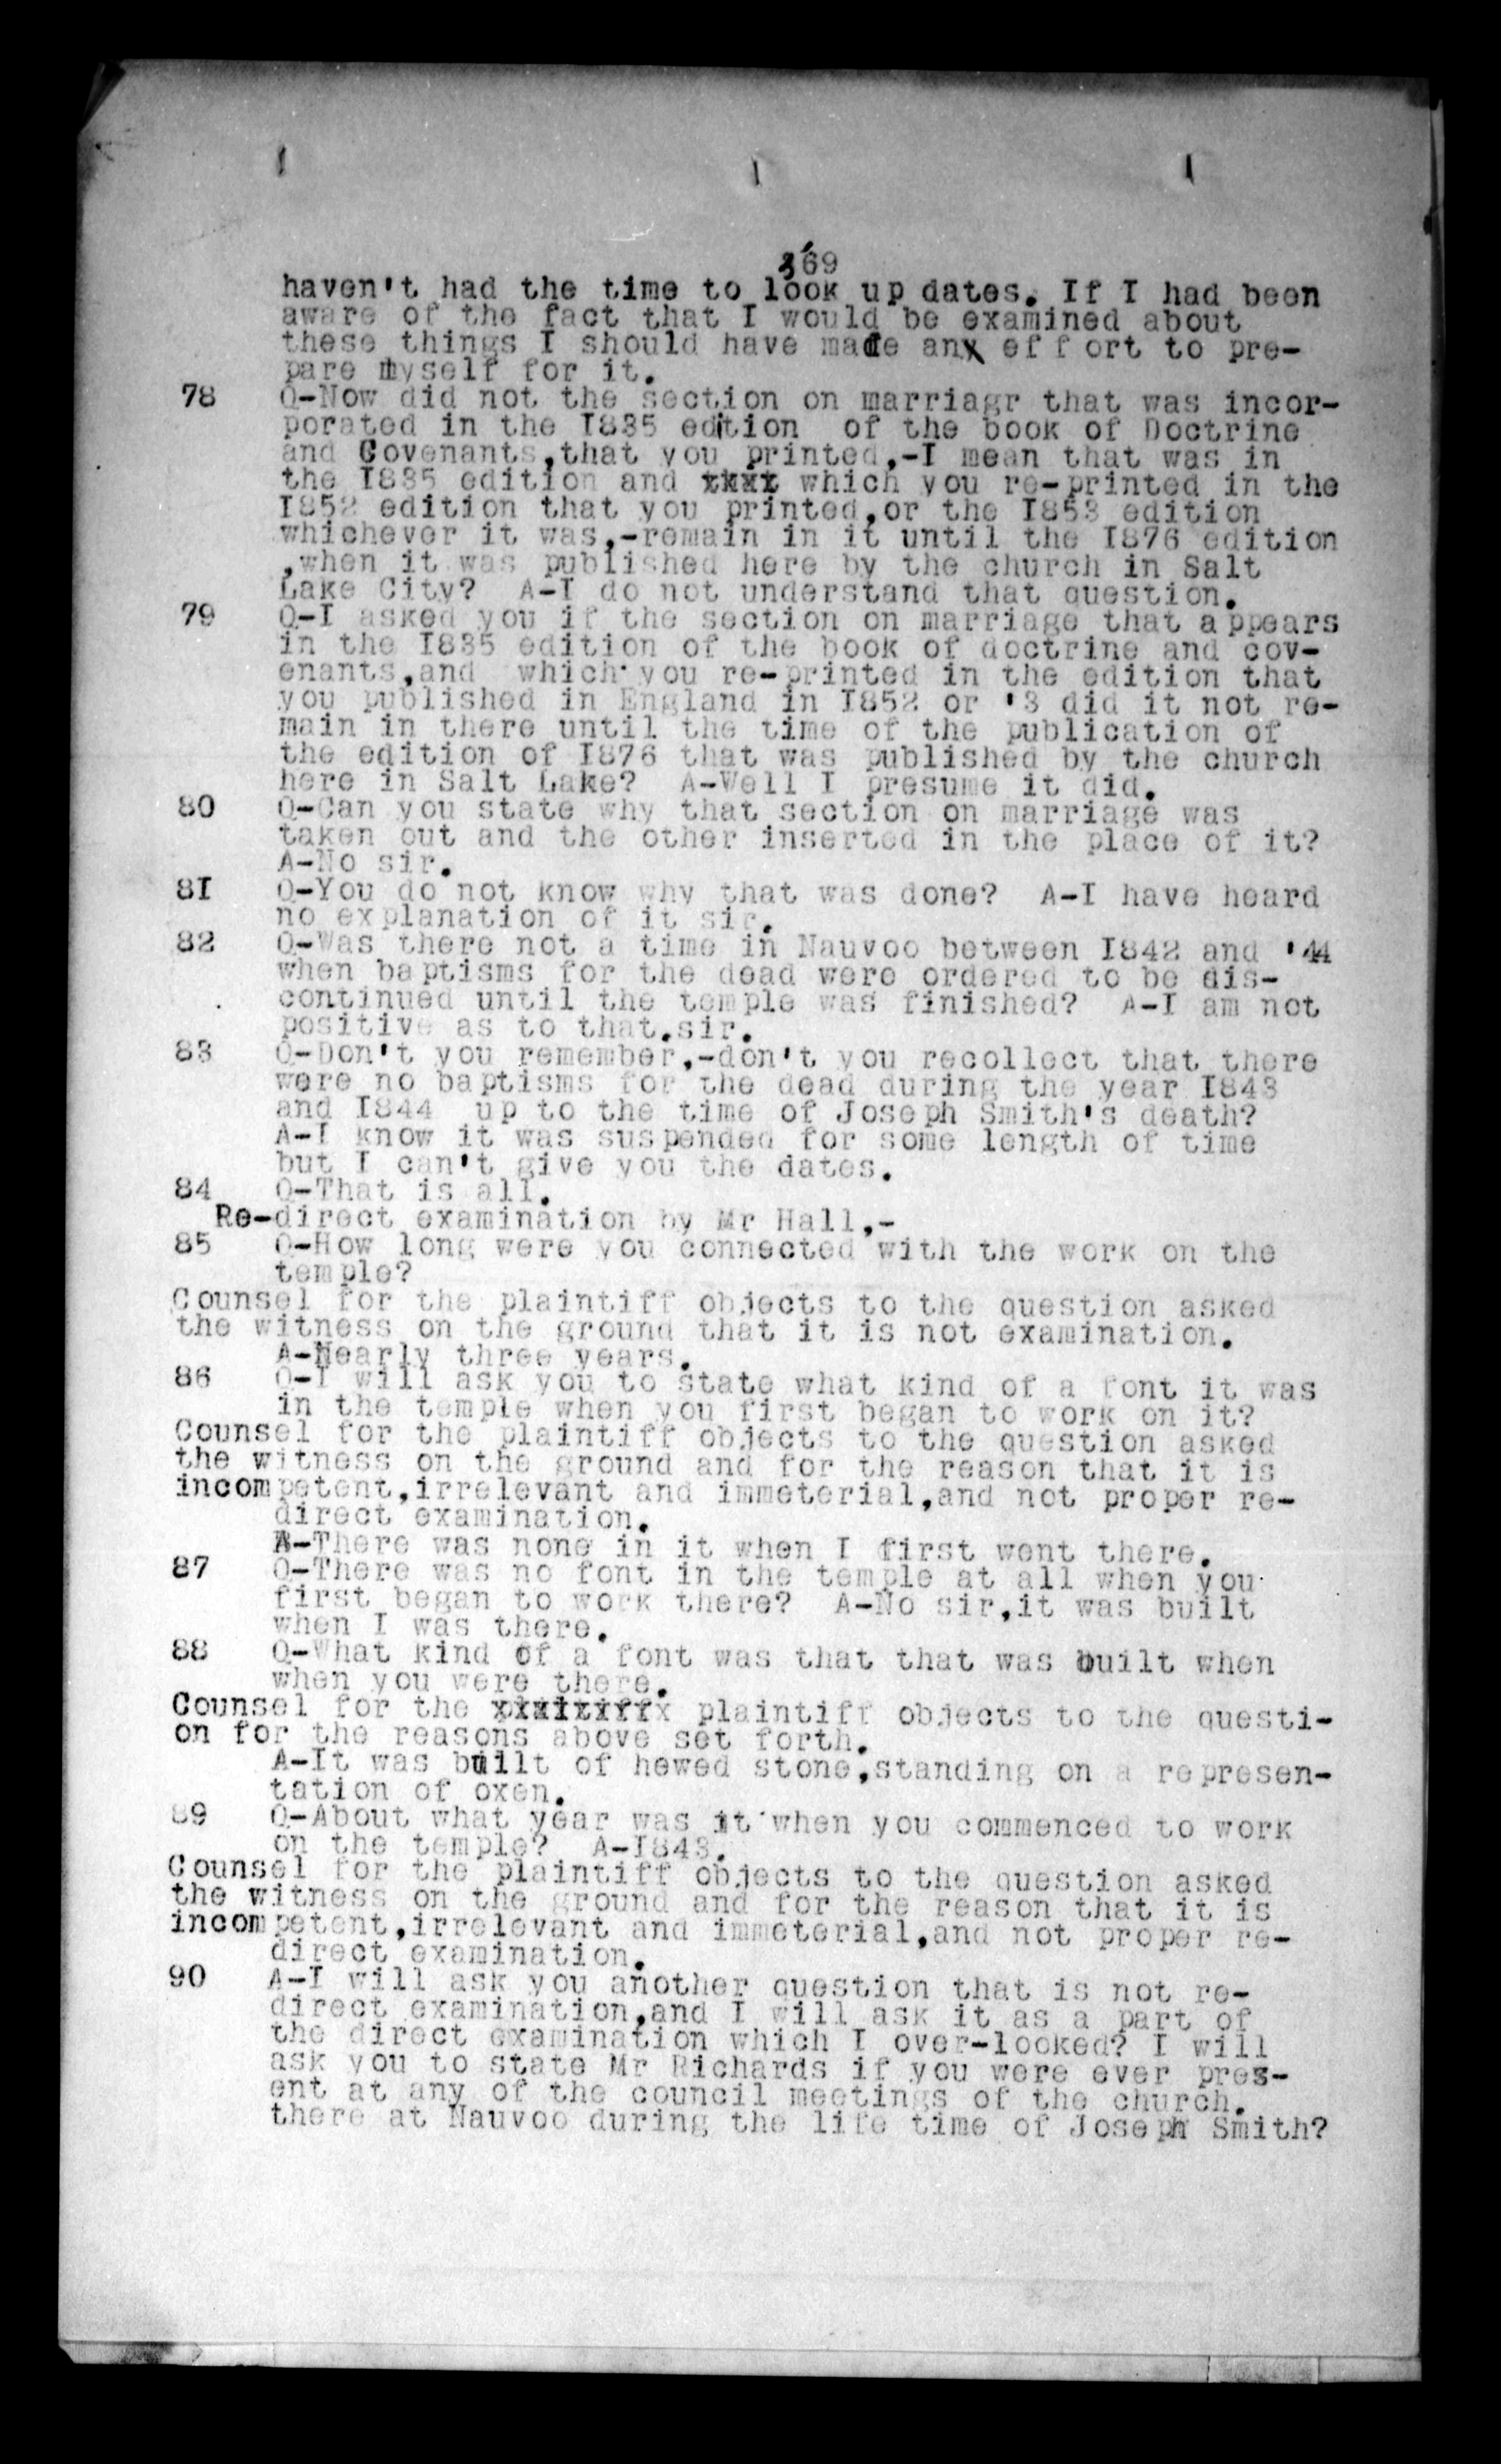 369
haven't had the time to look up dates. If I had been
aware of the fact that I would be examined about
these things I should have made any effort to pre-
pare myself for it.
78 Q-Now did not the section on marriagr that was incor-
porated in the I835 edition of the book of Doctrine
and Covenants,that you printed,-I mean that was in
the I835 edition and txxt which you re-printed in the
I852 edition that you printed,or the I853 edition
whichever it was,-remain in it until the I876 edition
,when it was published here by the church in Salt
Lake City? A-I do not understand that question.
79 Q-I asked you if the section on marriage that appears
in the I835 edition of the book of doctrine and cov-
enants,and which you re-printed in the edition that
you published in England in I852 or '3 did it not re-
main in there until the time of the publication of
the edition of I876 that was published by the church
here in Salt Lake? A-Well I presume it did.
80 Q-Can you state why that section on marriage was
taken out and the other inserted in the place of it?
A-No sir.
8I Q-You do not know why that was done? A-I have heard
no explanation of it sir.
82 Q-Was there not a time in Nauvoo between I842 and '44
when baptisms for the dead were ordered to be dis-
continued until the temple was finished? A-I am not
positive as to that.sir.
83 Q-Don't you remember,-don't you recollect that there
were no baptisms for the dead during the year I843
and I844 up to the time of Joseph Smith's death?
A-I know it was suspended for some length of time
but I can't give you the dates.
84 Q-That is all.
Re-direct examination by Mr Hall,-
85 Q-How long were you connected with the work on the
temple?
Counsel for the plaintiff objects to the question asked
the witness on the ground that it is not examination.
A-Nearly three years.
86 Q-I will ask you to state what kind of a font it was
in the temple when you first began to work on it?
Counsel for the plaintiff objects to the question asked
the witness on the ground and for the reason that it is
incompetent,irrelevant and immeterial,and not proper re-
direct examination.
A-There was none in it when I first went there.
87 Q-There was no font in the temple at all when you
first began to work there? A-No sir,it was built
when I was there.
88 Q-What kind of a font was that that was built when
when you were there.
Counsel for the plxitiffx plaintiff objects to the questi-
on for the reasons above set forth.
A-It was built of hewed stone,standing on a represen-
tation of oxen.
89 Q-About what year was it when you commenced to work
on the temple? A-I843.
Counsel for the plaintiff objects to the question asked
the witness on the ground and for the reason that it is
incompetent,irrelevant and immeterial,and not proper re-
direct examination.
90 A-I will ask you another question that is not re-
direct examination,and I will ask it as a part of
the direct examination which I over-looked? I will
ask you to state Mr Richards if you were ever pres-
ent at any of the council meetings of the church.
there at Nauvoo during the life time of Joseph Smith?